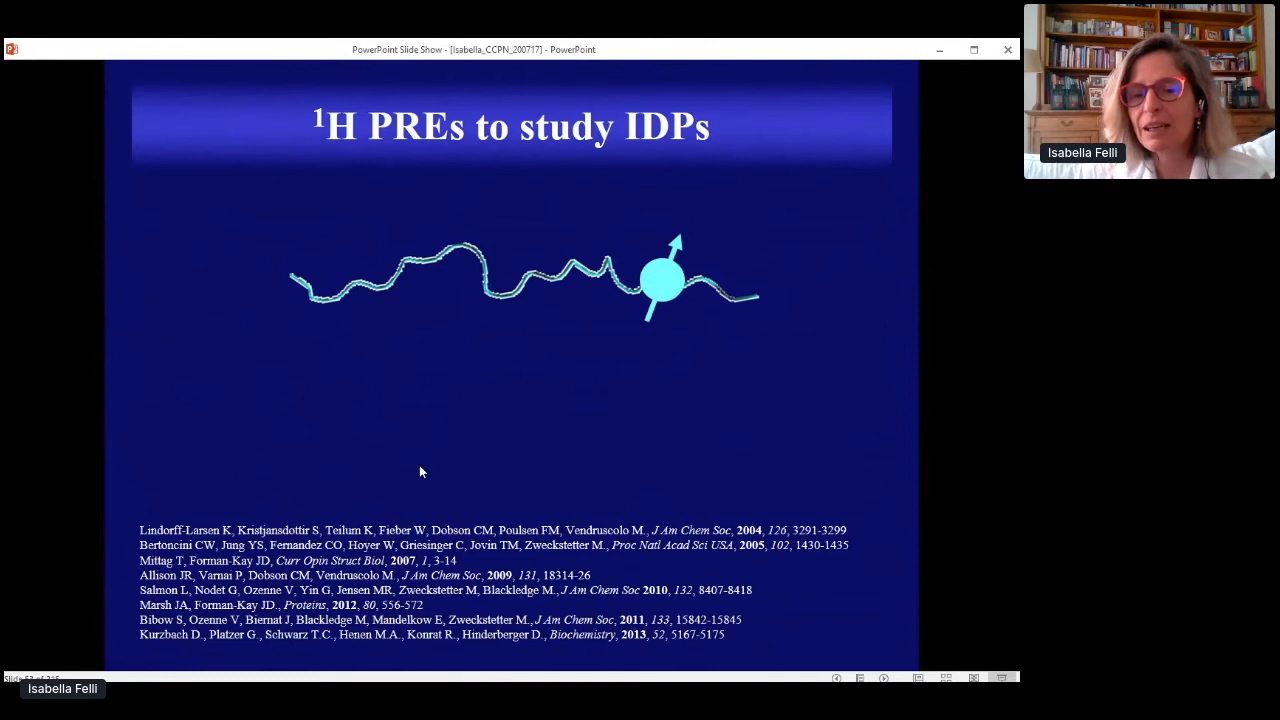 PowerPoint Slide Show - [Isabella_CCPN_200717] - PowerPoint
¹H PREs to study IDPs
Isabella Felli
Lindorff-Larsen K, Kristjansdottir S, Teilum K, Fieber W, Dobson CM, Poulsen FM, Vendruscolo M., J Am Chem Soc, 2004, 126, 3291-3299
Bertoncini CW, Jung YS, Fernandez CO, Hoyer W, Griesinger C, Jovin TM, Zweckstetter M., Proc Natl Acad Sci USA, 2005, 102, 1430-1435
Mittag T, Forman-Kay JD, Curr Opin Struct Biol, 2007, 1, 3-14
Allison JR, Varnai P, Dobson CM, Vendruscolo M., J Am Chem Soc, 2009, 131, 18314-26
Salmon L, Nodet G, Ozenne V, Yin G, Jensen MR, Zweckstetter M, Blackledge M., J Am Chem Soc 2010, 132, 8407-8418
Marsh JA, Forman-Kay JD., Proteins, 2012, 80, 556-572
Bibow S, Ozenne V, Biernat J, Blackledge M, Mandelkow E, Zweckstetter M., J Am Chem Soc, 2011, 133, 15842-15845
Kurzbach D., Platzer G., Schwarz T.C., Henen M.A., Konrat R., Hinderberger D., Biochemistry, 2013, 52, 5167-5175
Isabella Felli